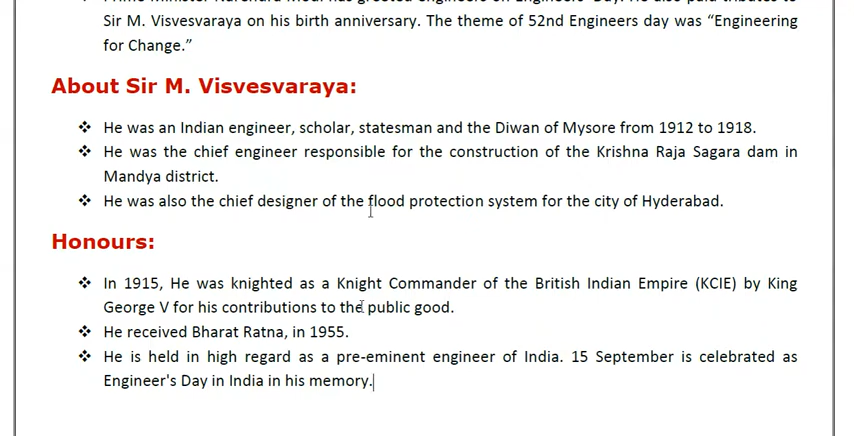 Sir M. Visvesvaraya on his birth anniversary. The theme of 52nd Engineers day was “Engineering
for Change.”
About Sir M. Visvesvaraya:
❖ He was an Indian engineer, scholar, statesman and the Diwan of Mysore from 1912 to 1918.
❖ He was the chief engineer responsible for the construction of the Krishna Raja Sagara dam in
Mandya district.
❖ He was also the chief designer of the flood protection system for the city of Hyderabad.
Honours:
❖ In 1915, He was knighted as a Knight Commander of the British Indian Empire (KCIE) by King
George V for his contributions to the public good.
❖ He received Bharat Ratna, in 1955.
❖ He is held in high regard as a pre-eminent engineer of India. 15 September is celebrated as
Engineer's Day in India in his memory.